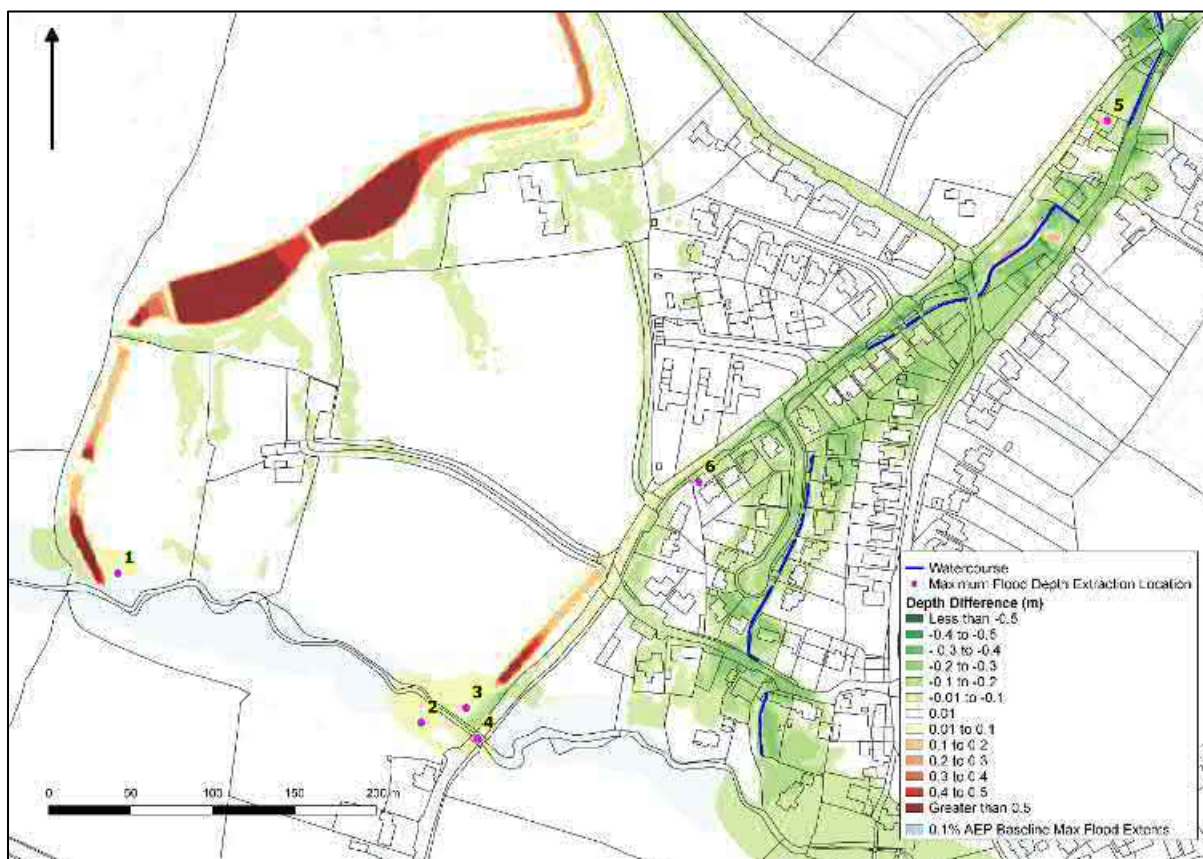 5
6
1
3
2
4
0 50 100 150 200 m
Watercourse
Maximum Flood Depth Extraction Location
Depth Difference (m)
Less than -0.5
-0.4 to -0.5
-0.3 to -0.4
-0.2 to -0.3
-0.1 to -0.2
-0.01 to -0.1
0.01
0.01 to 0.1
0.1 to 0.2
0.2 to 0.3
0.3 to 0.4
0.4 to 0.5
Greater than 0.5
0.1% AEP Baseline Max Flood Extents